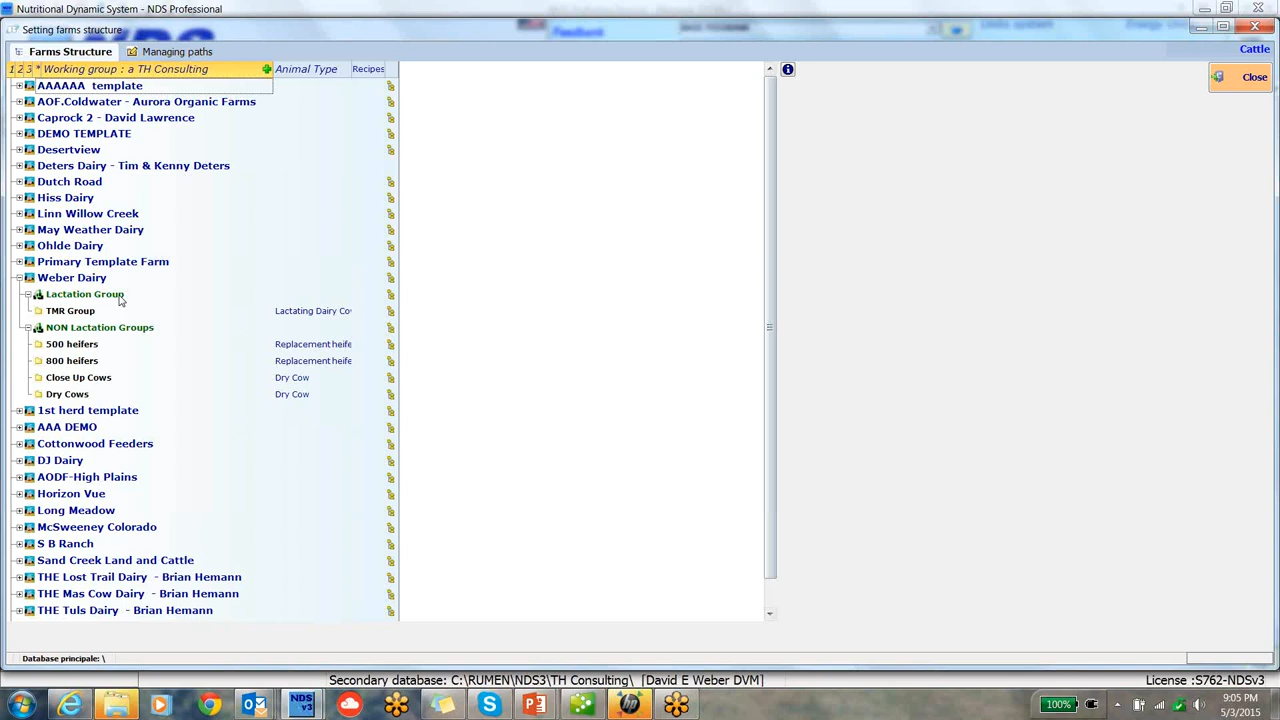 Nutritional Dynamic System - NDS Professional
Setting farms structure
Farms Structure
Managing paths
Cattle
1 2 3 * Working group : a TH Consulting
Animal Type
Recipes
Close
AAAAAA template
AOF.Coldwater - Aurora Organic Farms
Caprock 2 - David Lawrence
DEMO TEMPLATE
Desertview
Deters Dairy - Tim & Kenny Deters
Dutch Road
Hiss Dairy
Linn Willow Creek
May Weather Dairy
Ohlde Dairy
Primary Template Farm
Weber Dairy
Lactation Group
TMR Group Lactating Dairy Co
NON Lactation Groups
500 heifers Replacement heife
800 heifers Replacement heife
Close Up Cows Dry Cow
Dry Cows Dry Cow
1st herd template
AAA DEMO
Cottonwood Feeders
DJ Dairy
AODF-High Plains
Horizon Vue
Long Meadow
McSweeney Colorado
S B Ranch
Sand Creek Land and Cattle
THE Lost Trail Dairy - Brian Hemann
THE Mas Cow Dairy - Brian Hemann
THE Tuls Dairy - Brian Hemann
Database principale: \
Secondary database: C:\RUMEN\NDS3\TH Consulting\ [David E Weber DVM]
License :S762-NDSv3
NDS v3
100%
9:05 PM
5/3/2015